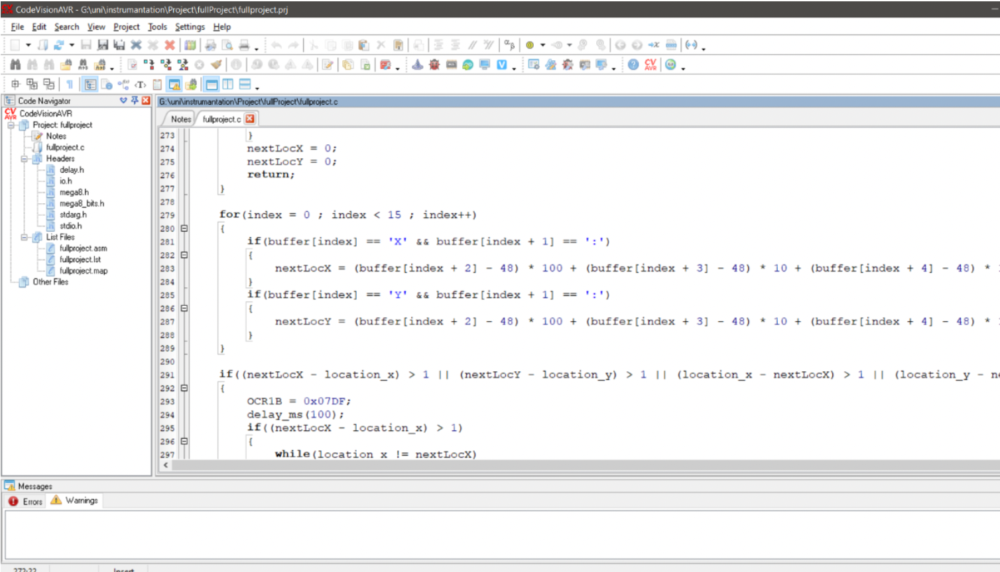 CodeVisionAVR - G:\uni\instrumantation\Project\fullProject\fullproject.prj
File Edit Search View Project Tools Settings Help
Code Navigator
CodeVisionAVR
Project: fullproject
Notes
fullproject.c
Headers
delay.h
io.h
mega8.h
mega8_bits.h
stdarg.h
stdio.h
List Files
fullproject.asm
fullproject.lst
fullproject.map
Other Files
G:\uni\instrumantation\Project\fullProject\fullproject.c
Notes fullproject.c
273 }
274 nextLocX = 0;
275 nextLocY = 0;
276 return;
277 }
278
279 for(index = 0 ; index < 15 ; index++)
280 {
281 if(buffer[index] == 'X' && buffer[index + 1] == ':')
282 {
283 nextLocX = (buffer[index + 2] - 48) * 100 + (buffer[index + 3] - 48) * 10 + (buffer[index + 4] - 48) *
284 }
285 if(buffer[index] == 'Y' && buffer[index + 1] == ':')
286 {
287 nextLocY = (buffer[index + 2] - 48) * 100 + (buffer[index + 3] - 48) * 10 + (buffer[index + 4] - 48) *
288 }
289 }
290
291 if((nextLocX - location_x) > 1 || (nextLocY - location_y) > 1 || (location_x - nextLocX) > 1 || (location_y - ne
292 {
293 OCR1B = 0x07DF;
294 delay_ms(100);
295 if((nextLocX - location_x) > 1)
296 {
297 while(location_x != nextLocX)
Messages
Errors Warnings
272:22 Insert